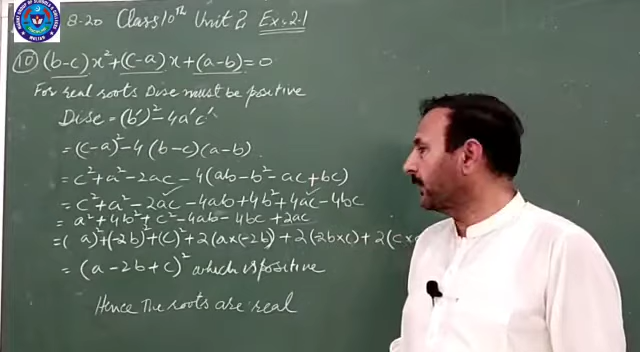 8-20 Class 10th Unit 2 Ex: 2.1
(10) (b-c)x²+(c-a)x+(a-b)=0
For real roots Disc must be positive
Disc = (b')²-4a'c'
= (c-a)²-4(b-c)(a-b)
= c²+a²-2ac-4(ab-b²-ac+bc)
= c²+a²-2ac-4ab+4b²+4ac-4bc
= a²+4b²+c²-4ab-4bc+2ac
= (a)²+(-2b)²+(c)²+2(a×-2b)+2(-2b×c)+2(c×
= (a-2b+c)² which is positive
Hence The roots are real